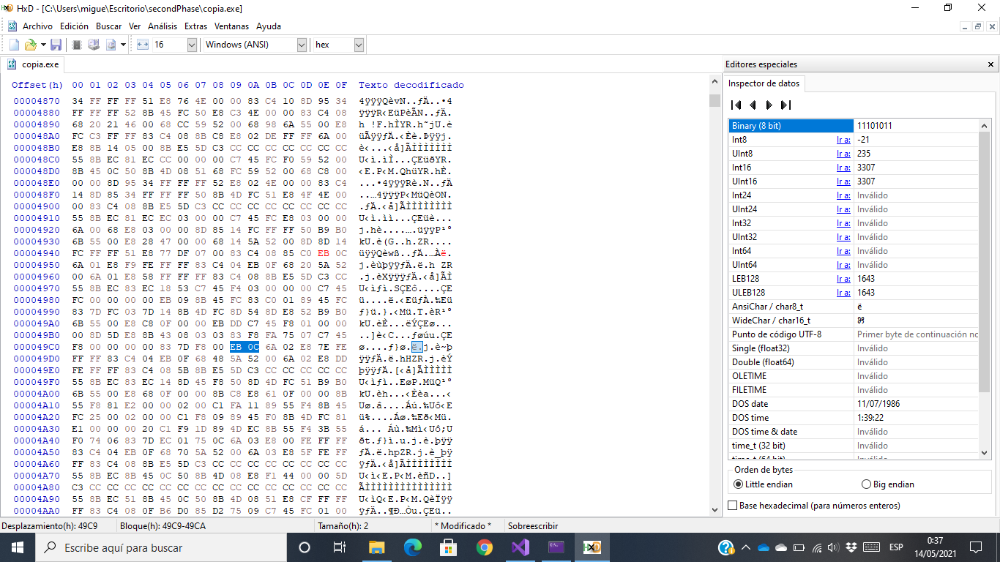 HxD - [C:\Users\migue\Escritorio\secondPhase\copia.exe]
Archivo Edición Buscar Ver Análisis Extras Ventanas Ayuda
16 Windows (ANSI) hex
copia.exe
Offset(h) 00 01 02 03 04 05 06 07 08 09 0A 0B 0C 0D 0E 0F Texto decodificado
00004870 34 FF FF FF 51 E8 76 4E 00 00 83 C4 10 8D 95 34 4ÿÿÿQèvN..ƒÄ..•4
00004880 FF FF FF 52 8B 45 FC 50 E8 C3 4E 00 00 83 C4 08 ÿÿÿR‹EüPèÃN..ƒÄ.
00004890 68 20 21 46 00 68 CC 59 52 00 68 98 6A 55 00 E8 h !F.hÌYR.h˜jU.è
000048A0 FC C3 FF FF 83 C4 08 8B C8 E8 02 DE FF FF 6A 00 üÃÿÿƒÄ.‹Èè.Þÿÿj.
000048B0 E8 8B 14 05 00 8B E5 5D C3 CC CC CC CC CC CC CC è‹...‹å]ÃÌÌÌÌÌÌÌ
000048C0 55 8B EC 81 EC CC 00 00 00 C7 45 FC F0 59 52 00 U‹ì.ìÌ...ÇEüðYR.
000048D0 8B 45 0C 50 8B 4D 08 51 68 FC 59 52 00 68 C8 00 ‹E.P‹M.QhüYR.hÈ.
000048E0 00 00 8D 95 34 FF FF FF 52 E8 02 4E 00 00 83 C4 ...•4ÿÿÿRè.N..ƒÄ
000048F0 14 8D 85 34 FF FF FF 50 8B 4D FC 51 E8 4F 4E 00 ..…4ÿÿÿP‹MüQèON.
00004900 00 83 C4 08 8B E5 5D C3 CC CC CC CC CC CC CC CC .ƒÄ.‹å]ÃÌÌÌÌÌÌÌÌ
00004910 55 8B EC 81 EC EC 03 00 00 C7 45 FC E8 03 00 00 U‹ì.ìì...ÇEüè...
00004920 6A 00 68 E8 03 00 00 8D 85 14 FC FF FF 50 B9 B0 j.hè....….üÿÿP¹°
00004930 6B 55 00 E8 28 47 00 00 68 14 5A 52 00 8D 8D 14 kU.è(G..h.ZR....
00004940 FC FF FF 51 E8 77 DF 07 00 83 C4 08 85 C0 EB 0C üÿÿQèwß..ƒÄ.…Àë.
00004950 6A 01 E8 F9 FE FF FF 83 C4 04 EB 0F 68 20 5A 52 j.èùþÿÿƒÄ.ë.h ZR
00004960 00 6A 01 E8 58 FF FF FF 83 C4 08 8B E5 5D C3 CC .j.èXÿÿÿƒÄ.‹å]ÃÌ
00004970 55 8B EC 83 EC 18 53 C7 45 F4 03 00 00 00 C7 45 U‹ìƒì.SÇEô....ÇE
00004980 FC 00 00 00 00 EB 09 8B 45 FC 83 C0 01 89 45 FC ü....ë.‹EüƒÀ.‰Eü
00004990 83 7D FC 03 7D 14 8B 4D FC 8D 54 8D E8 52 B9 B0 ƒ}ü.}.‹Mü.T.èR¹°
000049A0 6B 55 00 E8 C8 0F 00 00 EB DD C7 45 F8 01 00 00 kU.èÈ...ëÝÇEø...
000049B0 00 5D E8 8B 43 08 03 03 83 F8 FA 75 07 C7 45 .]è‹C...ƒøúu.ÇE
000049C0 F8 00 00 00 00 83 7D F8 00 EB 0C 6A 02 E8 7E FE ø....ƒ}ø.ë.j.è~þ
000049D0 FF FF 83 C4 04 EB 0F 68 48 5A 52 00 6A 02 E8 DD ÿÿƒÄ.ë.hHZR.j.èÝ
000049E0 FE FF FF 83 C4 08 5B 8B E5 5D C3 CC CC CC CC CC þÿÿƒÄ.[‹å]ÃÌÌÌÌÌ
000049F0 55 8B EC 83 EC 14 8D 45 F8 50 8D 4D FC 51 B9 B0 U‹ìƒì..EøP.MüQ¹°
00004A00 6B 55 00 E8 68 0F 00 00 8B C8 E8 61 0F 00 00 8B kU.èh...‹Èèa...‹
00004A10 55 F8 81 E2 00 00 02 00 C1 FA 11 89 55 F4 8B 45 Uø.â....Áú.‰Uô‹E
00004A20 FC 25 00 02 00 00 C1 F8 09 89 45 F0 8B 4D FC 81 ü%....Áø.‰Eð‹Mü.
00004A30 E1 00 00 00 20 C1 F9 1D 89 4D EC 8B 55 F4 3B 55 á... Áù.‰Mì‹Uô;U
00004A40 F0 74 06 83 7D EC 01 75 0C 6A 03 E8 00 FE FF FF ðt.ƒ}ì.u.j.è.þÿÿ
00004A50 83 C4 04 EB 0F 68 70 5A 52 00 6A 03 E8 5F FE FF ƒÄ.ë.hpZR.j.è_þÿ
00004A60 FF 83 C4 08 8B E5 5D C3 CC CC CC CC CC CC CC CC ÿƒÄ.‹å]ÃÌÌÌÌÌÌÌÌ
00004A70 55 8B EC 8B 45 0C 50 8B 4D 08 E8 F1 44 00 00 5D U‹ì‹E.P‹M.èñD..]
00004A80 C3 CC CC CC CC CC CC CC CC CC CC CC CC CC CC CC ÃÌÌÌÌÌÌÌÌÌÌÌÌÌÌÌ
00004A90 55 8B EC 51 8B 45 0C 50 8B 4D 08 51 E8 CF FF FF U‹ìQ‹E.P‹M.QèÏÿÿ
00004AA0 FF 83 C4 08 0F B6 D0 85 D2 75 09 C7 45 FC 01 00 ÿƒÄ..¶Ð…Òu.ÇEü..
Editores especiales
Inspector de datos
Binary (8 bit) 11101011
Int8 Ir a: -21
UInt8 Ir a: 235
Int16 Ir a: 3307
UInt16 Ir a: 3307
Int24 Ir a: Inválido
UInt24 Ir a: Inválido
Int32 Ir a: Inválido
UInt32 Ir a: Inválido
Int64 Ir a: Inválido
UInt64 Ir a: Inválido
LEB128 Ir a: 1643
ULEB128 Ir a: 1643
AnsiChar / char8_t ë
WideChar / char16_t
Punto de código UTF-8 Primer byte de continuación no
Single (float32) Inválido
Double (float64) Inválido
OLETIME Inválido
FILETIME Inválido
DOS date 11/07/1986
DOS time 1:39:22
DOS time & date Inválido
time_t (32 bit) Inválido
time_t (64 bit) Inválido
Orden de bytes
Little endian Big endian
Base hexadecimal (para números enteros)
Desplazamiento(h): 49C9 Bloque(h): 49C9-49CA Tamaño(h): 2 * Modificado * Sobreescribir
Escribe aquí para buscar
ESP
0:37
14/05/2021